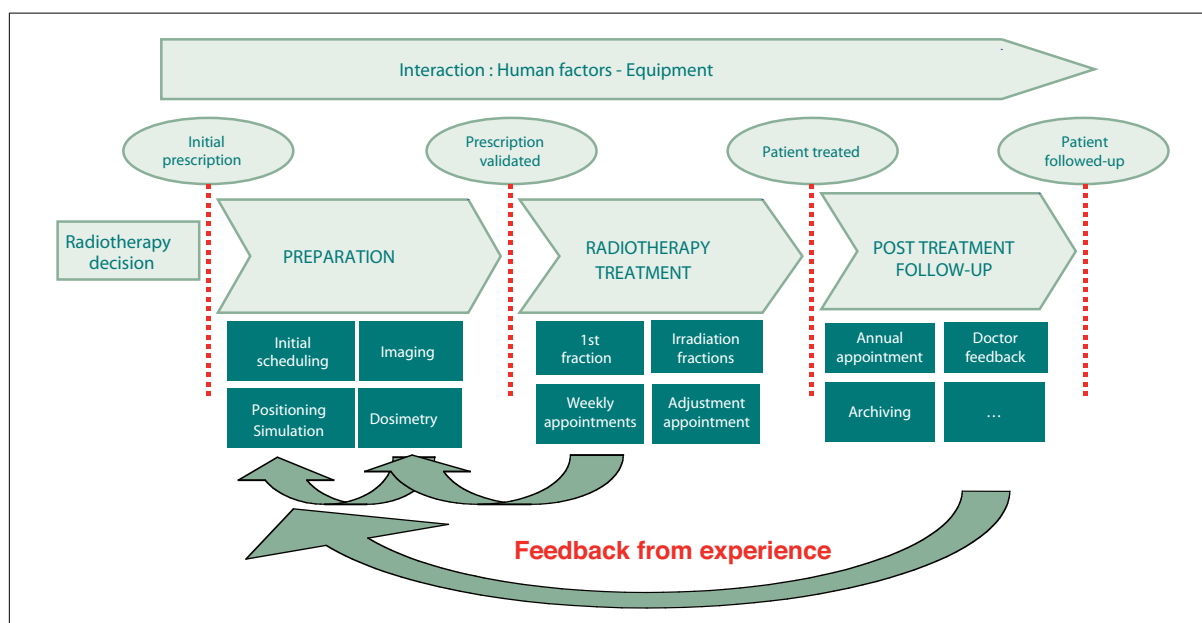 Interaction : Human factors - Equipment
Initial
prescription
Prescription
validated
Patient treated
Patient
followed-up
Radiotherapy
decision
PREPARATION
RADIOTHERAPY
TREATMENT
POST TREATMENT
FOLLOW-UP
Initial
scheduling
Imaging
Positioning
Simulation
Dosimetry
1st
fraction
Irradiation
fractions
Weekly
appointments
Adjustment
appointment
Annual
appointment
Doctor
feedback
Archiving
...
Feedback from experience